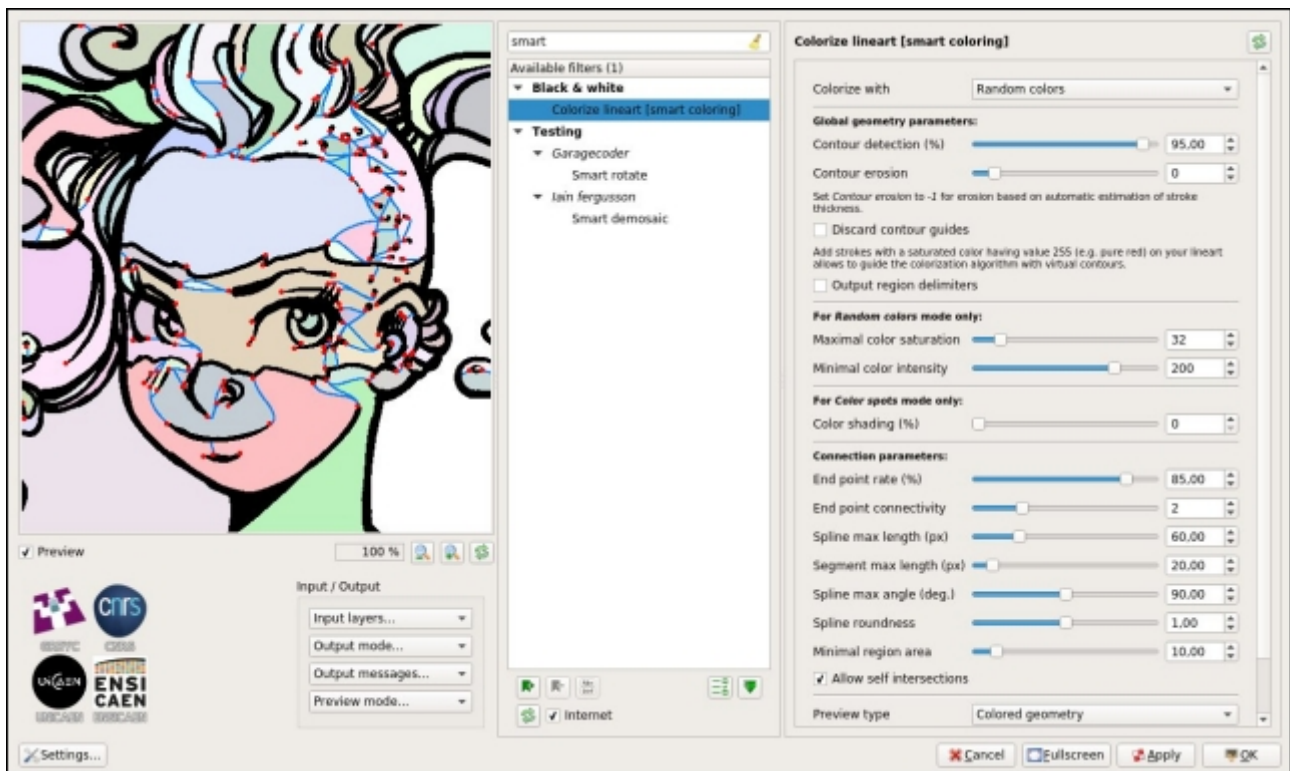 smart
Available filters (1)
Black & white
Colorize lineart [smart coloring]
Testing
Garagecoder
Smart rotate
Iain fergusson
Smart demosaic
Preview
100 %
GREYC
CNRS
cnrs
UNICAEN
ENSI
CAEN
UNICAEN
ENSICAEN
Input / Output
Input layers...
Output mode...
Output messages...
Preview mode...
Internet
Settings...
Colorize lineart [smart coloring]
Colorize with Random colors
Global geometry parameters:
Contour detection (%) 95,00
Contour erosion 0
Set Contour erosion to -1 for erosion based on automatic estimation of stroke
thickness.
Discard contour guides
Add strokes with a saturated color having value 255 (e.g. pure red) on your lineart
allows to guide the colorization algorithm with virtual contours.
Output region delimiters
For Random colors mode only:
Maximal color saturation 32
Minimal color intensity 200
For Color spots mode only:
Color shading (%) 0
Connection parameters:
End point rate (%) 85,00
End point connectivity 2
Spline max length (px) 60,00
Segment max length (px) 20,00
Spline max angle (deg.) 90,00
Spline roundness 1,00
Minimal region area 10,00
Allow self intersections
Preview type Colored geometry
Cancel
Fullscreen
Apply
OK